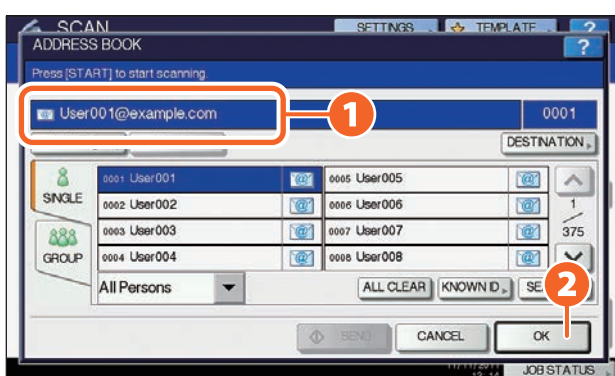 SCAN
SETTINGS
TEMPLATE
?
ADDRESS BOOK
?
Press [START] to start scanning.
User001@example.com
1
0001
DESTINATION
SINGLE
0001 User001
0005 User005
0002 User002
0006 User006
1
0003 User003
0007 User007
375
GROUP
0004 User004
0008 User008
All Persons
ALL CLEAR
KNOWN ID
2
SEND
CANCEL
OK
JOB STATUS